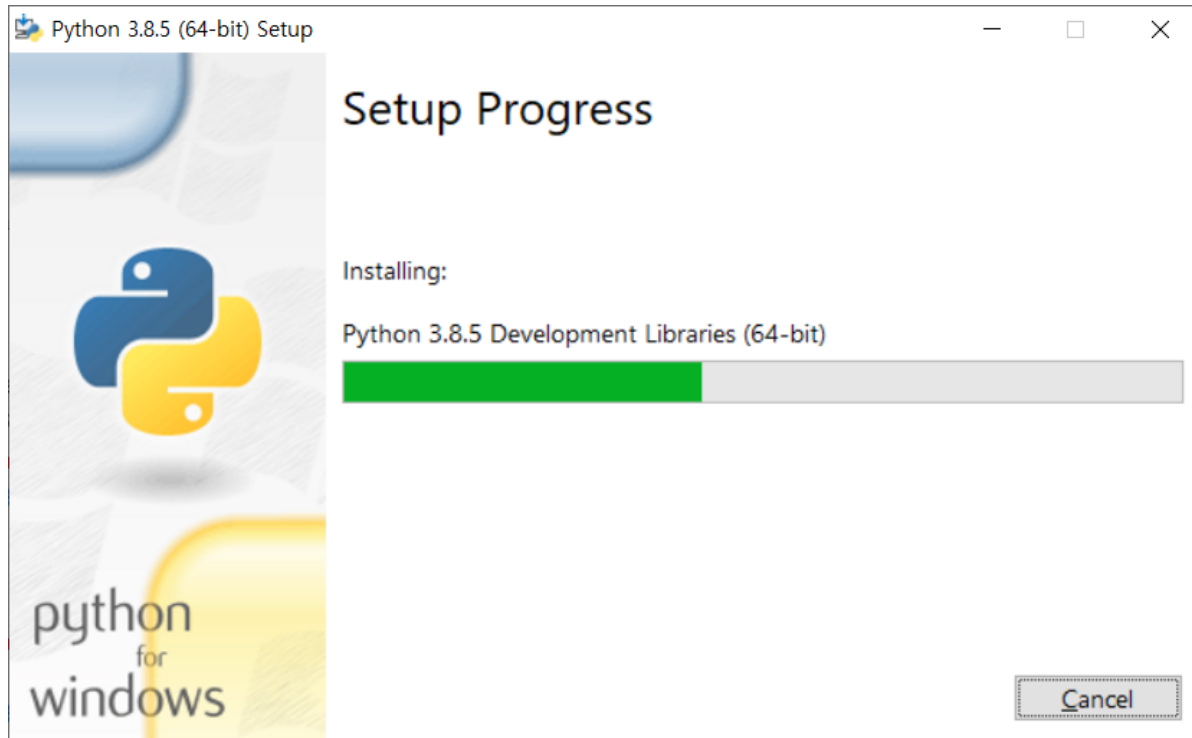 Python 3.8.5 (64-bit) Setup
Setup Progress
Installing:
Python 3.8.5 Development Libraries (64-bit)
python
for
windows
Cancel